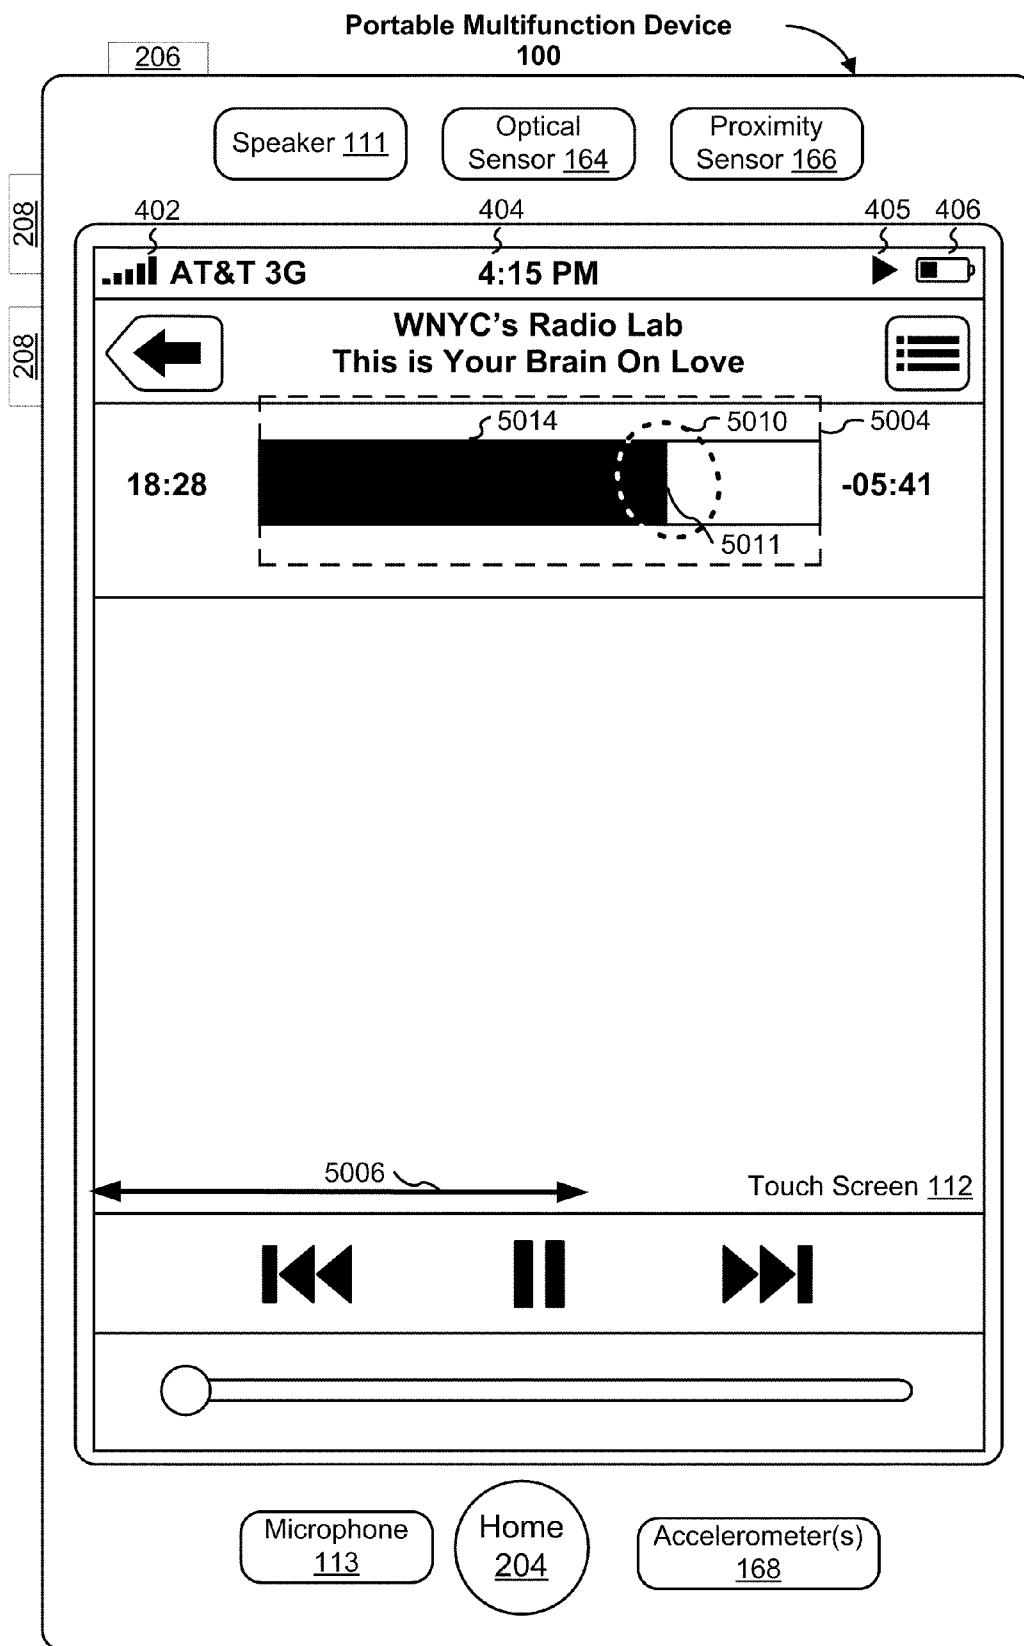 Portable Multifunction Device
100
206
Speaker 111
Optical
Sensor 164
Proximity
Sensor 166
208
402
404
405
406
AT&T 3G
4:15 PM
208
WNYC's Radio Lab
This is Your Brain On Love
5014
5010
5004
18:28
-05:41
5011
5006
Touch Screen 112
Microphone
113
Home
204
Accelerometer(s)
168